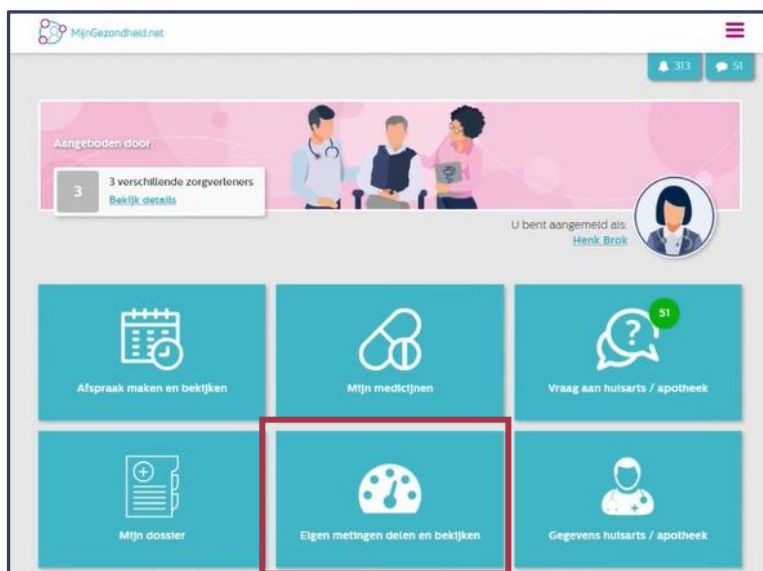 MijnGezondheid.net
313
51
Aangeboden door:
3
3 verschillende zorgverleners
Bekijk details
U bent aangemeld als:
Henk Brok
51
Afspraak maken en bekijken
Mijn medicijnen
Vraag aan huisarts / apotheek
Mijn dossier
Eigen metingen delen en bekijken
Gegevens huisarts / apotheek